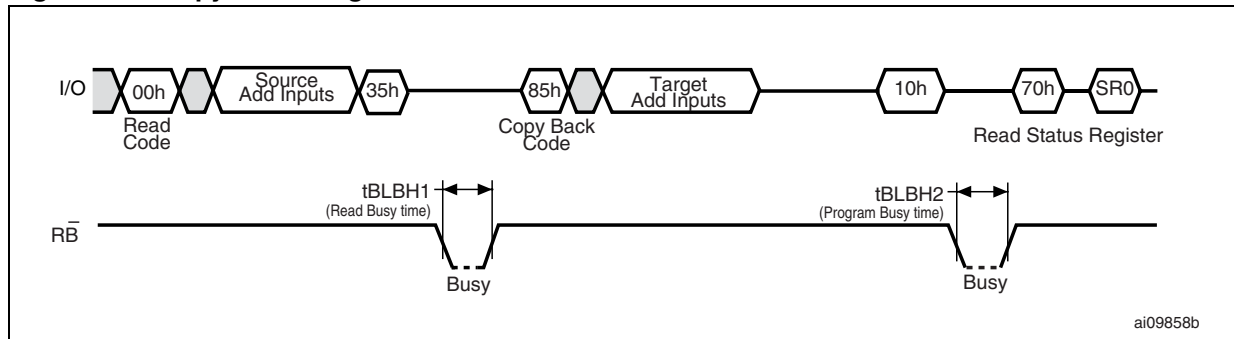 I/O 00h Source Add Inputs 35h 85h Target Add Inputs 10h 70h SR0
Read Code
Copy Back Code
Read Status Register
tBLBH1
(Read Busy time)
tBLBH2
(Program Busy time)
RB̅
Busy
Busy
ai09858b